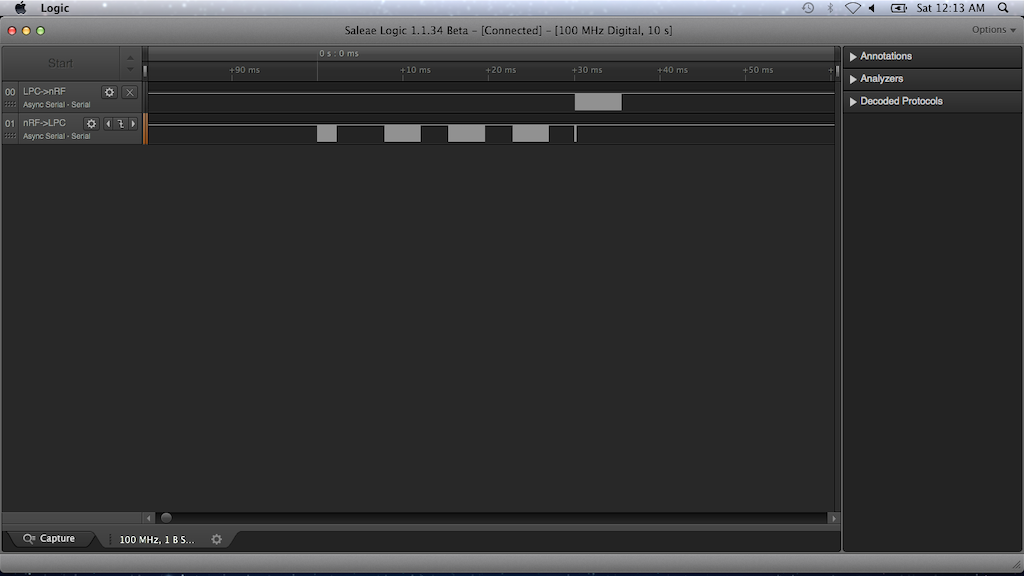 Logic
Sat 12:13 AM
Saleae Logic 1.1.34 Beta - [Connected] - [100 MHz Digital, 10 s]
Options
Start
0 s : 0 ms
+90 ms
+10 ms
+20 ms
+30 ms
+40 ms
+50 ms
+
Annotations
Analyzers
Decoded Protocols
00
LPC->nRF
Async Serial - Serial
01
nRF->LPC
Async Serial - Serial
Capture
100 MHz, 1 B S...